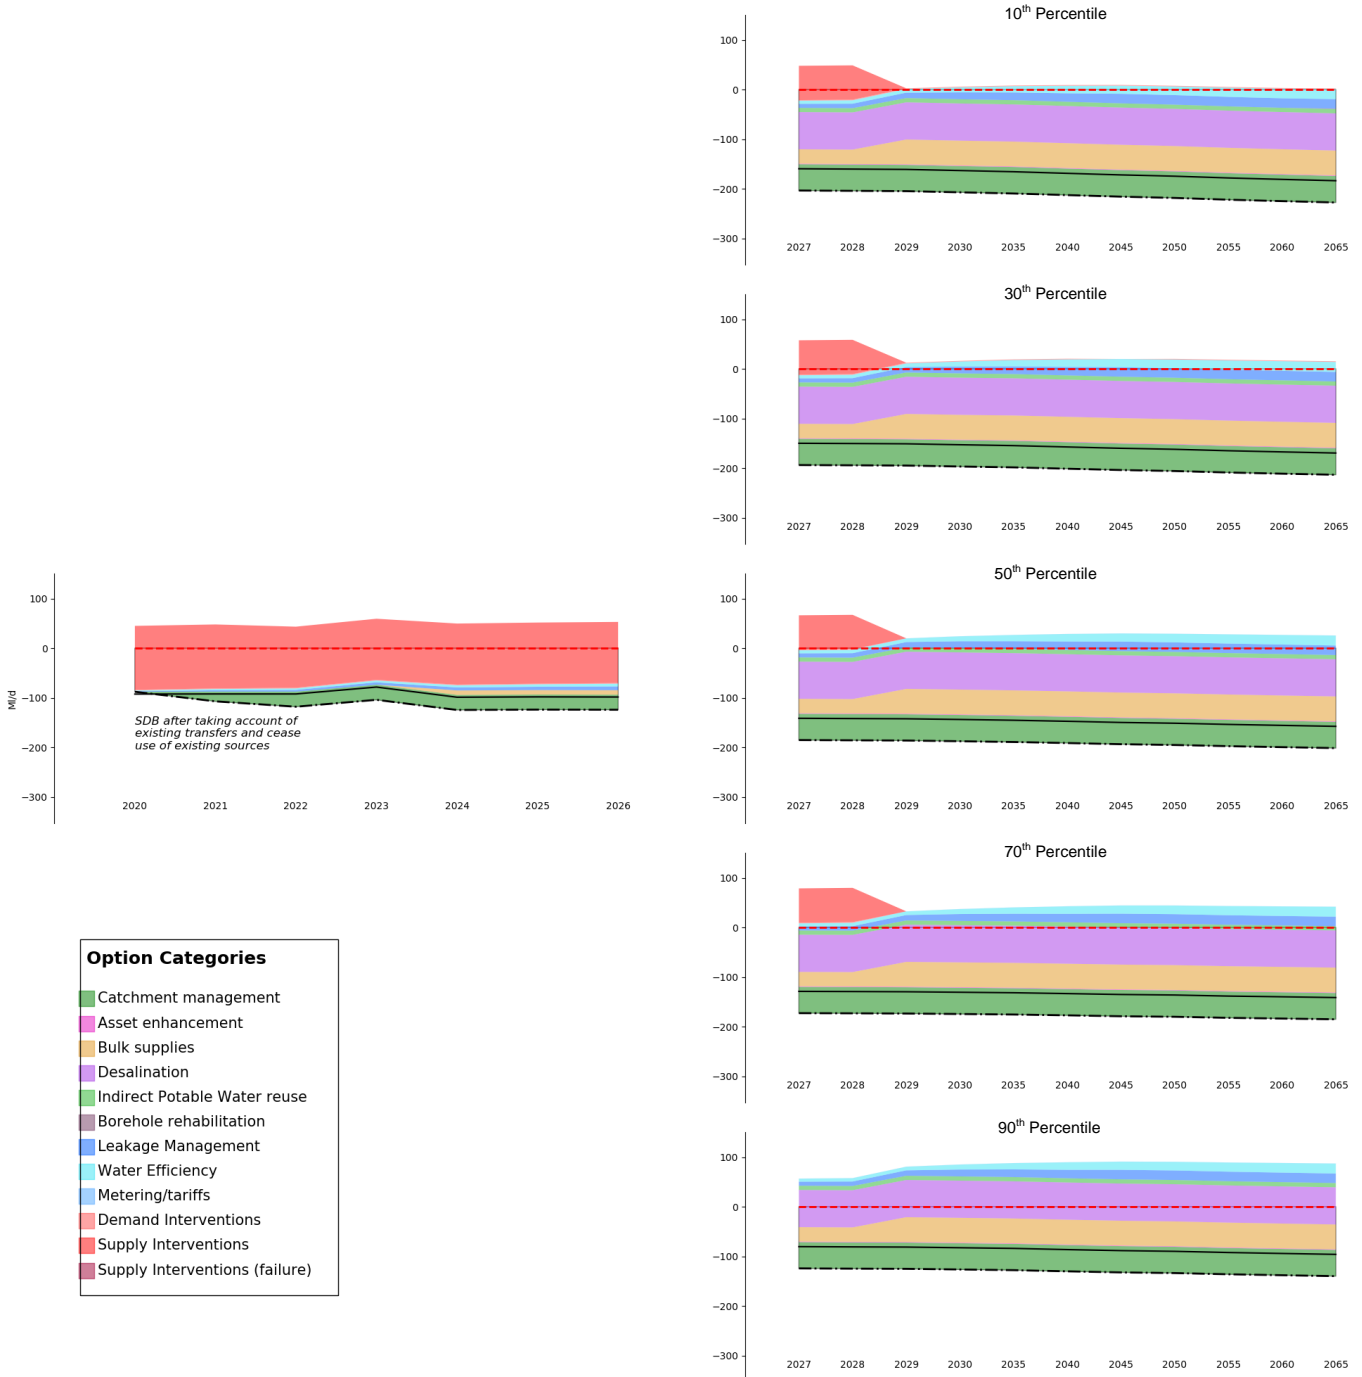 10th Percentile
100
0
−100
−200
−300
2027 2028 2029 2030 2035 2040 2045 2050 2055 2060 2065
30th Percentile
100
0
−100
−200
−300
2027 2028 2029 2030 2035 2040 2045 2050 2055 2060 2065
Ml/d
100
0
−100
−200
−300
SDB after taking account of
existing transfers and cease
use of existing sources
2020 2021 2022 2023 2024 2025 2026
50th Percentile
100
0
−100
−200
−300
2027 2028 2029 2030 2035 2040 2045 2050 2055 2060 2065
70th Percentile
100
0
−100
−200
−300
2027 2028 2029 2030 2035 2040 2045 2050 2055 2060 2065
Option Categories
Catchment management
Asset enhancement
Bulk supplies
Desalination
Indirect Potable Water reuse
Borehole rehabilitation
Leakage Management
Water Efficiency
Metering/tariffs
Demand Interventions
Supply Interventions
Supply Interventions (failure)
90th Percentile
100
0
−100
−200
−300
2027 2028 2029 2030 2035 2040 2045 2050 2055 2060 2065